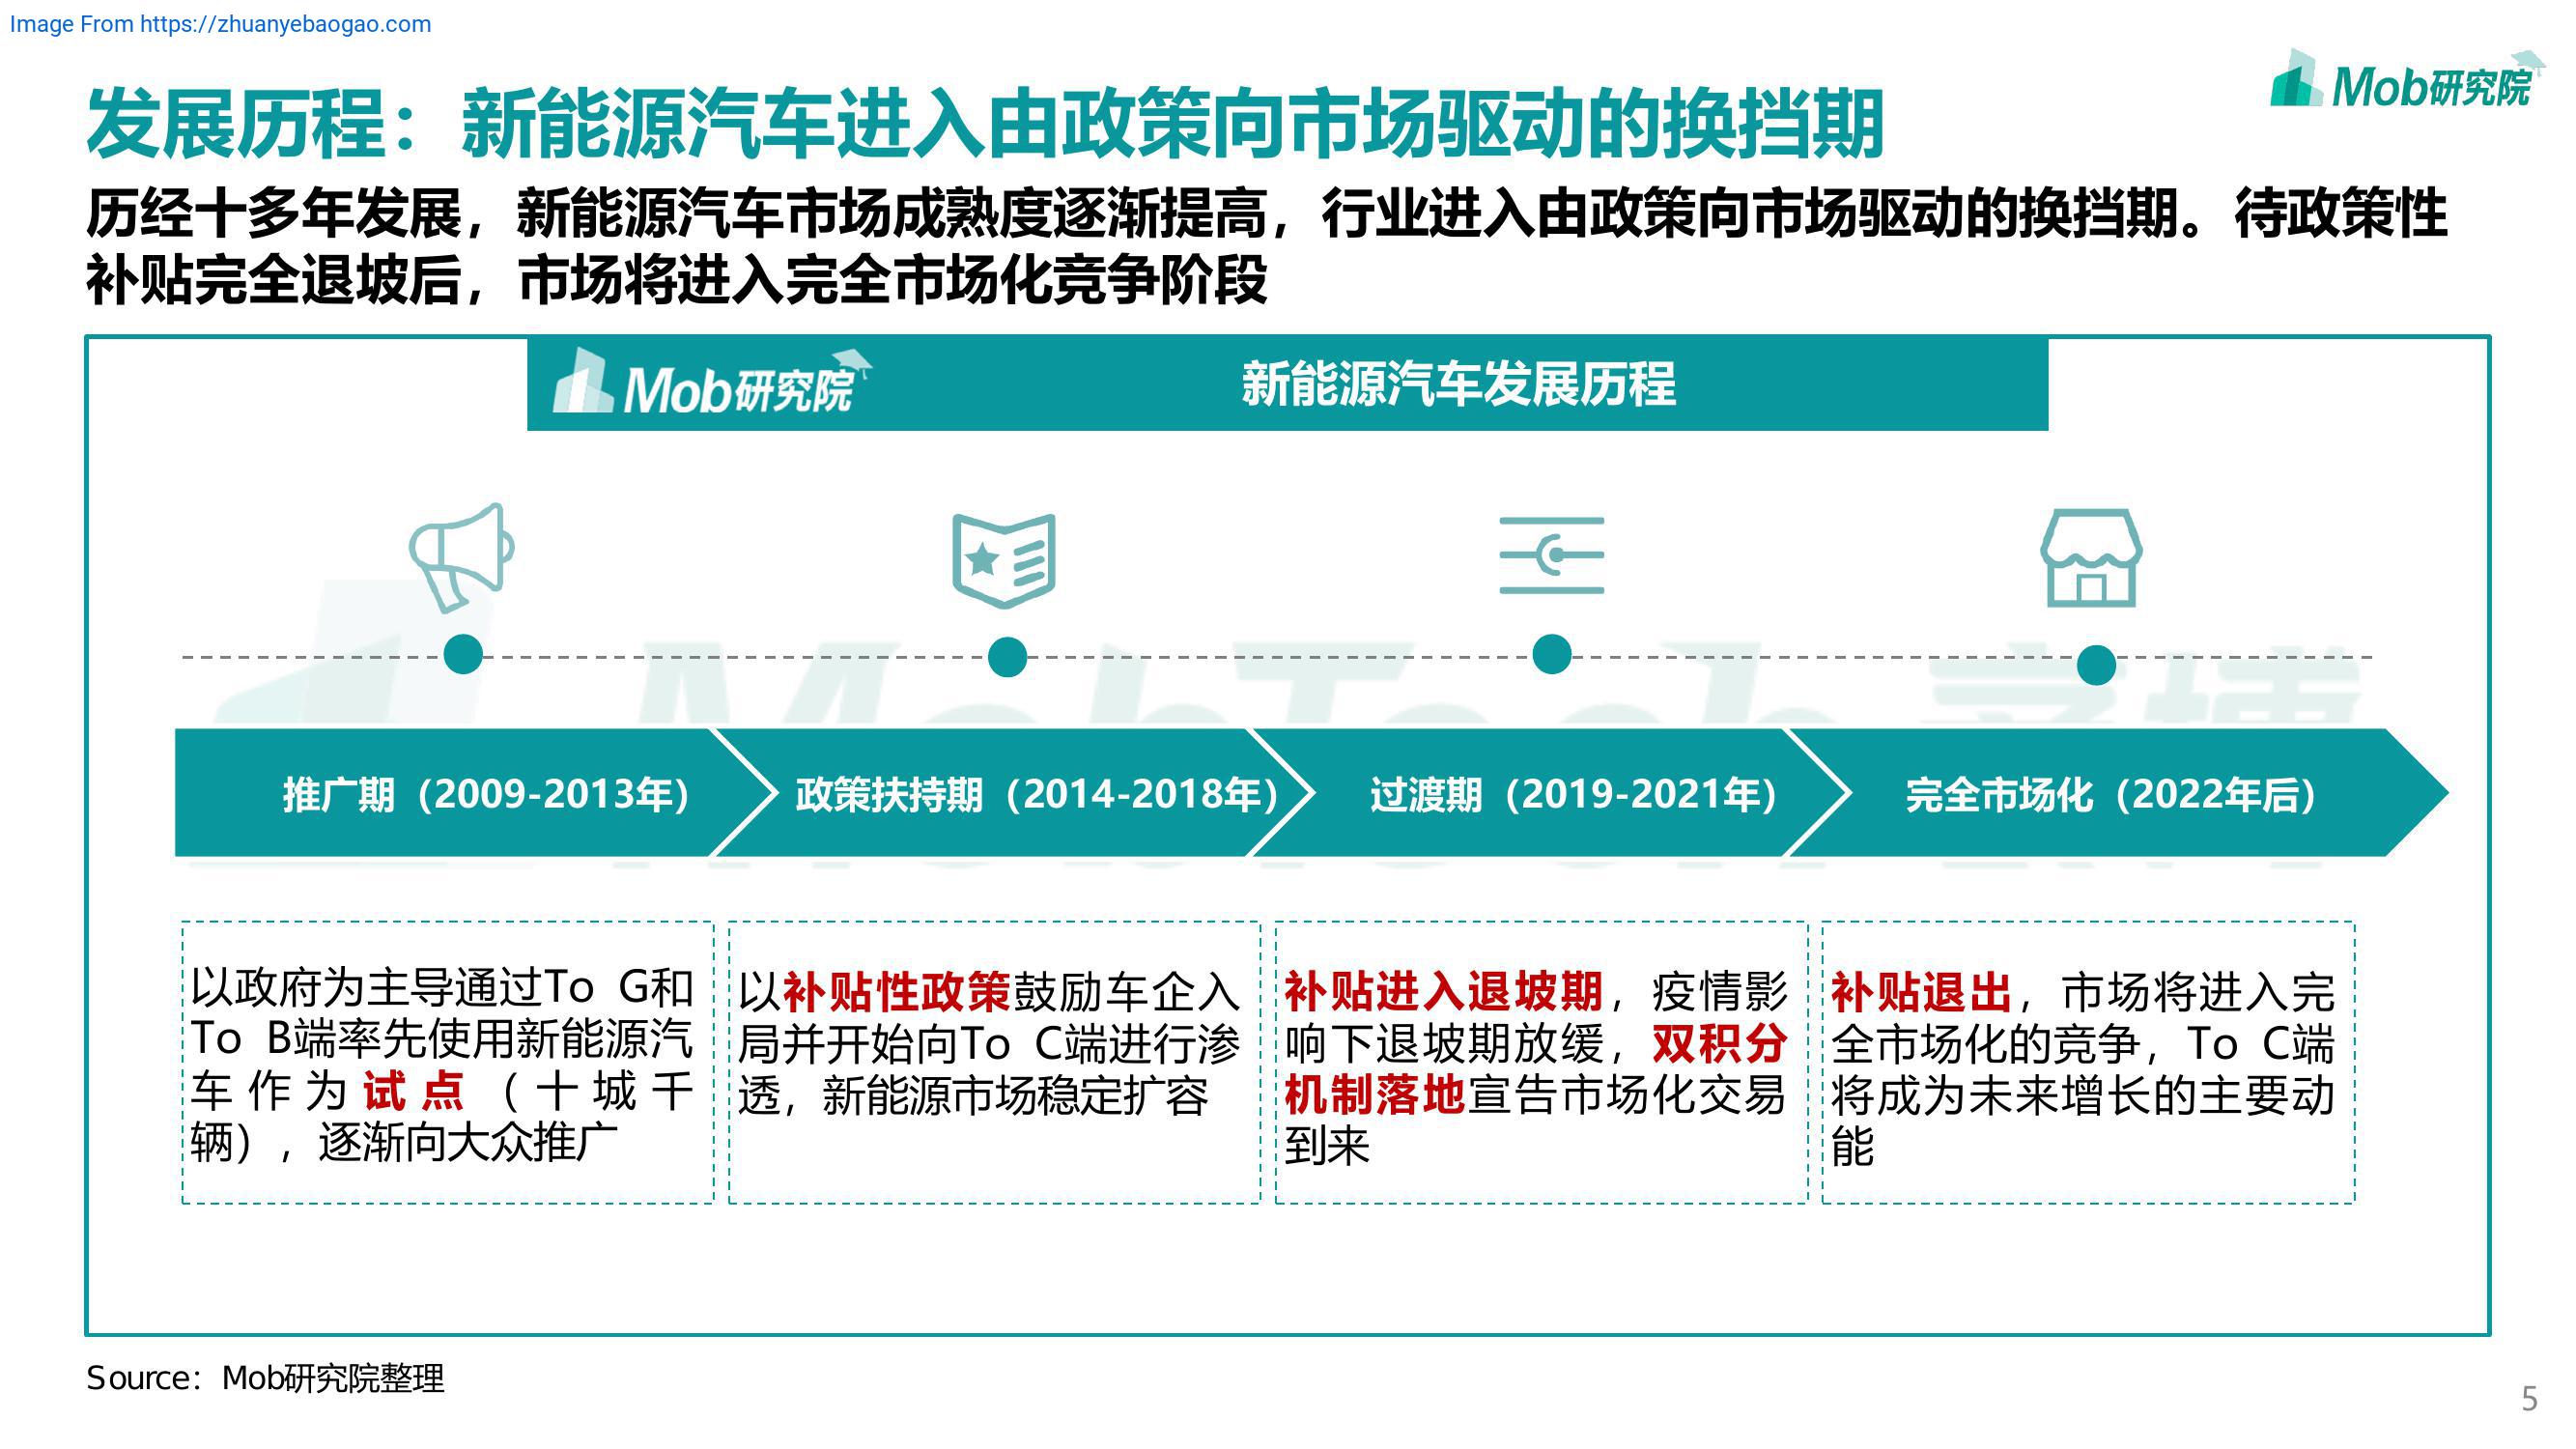 Image From https://zhuanyebaogao.com
Mob研究院
发展历程：新能源汽车进入由政策向市场驱动的换挡期
历经十多年发展，新能源汽车市场成熟度逐渐提高，行业进入由政策向市场驱动的换挡期。待政策性
补贴完全退坡后，市场将进入完全市场化竞争阶段
Mob研究院
新能源汽车发展历程
MobTech 袤博
推广期（2009-2013年）
政策扶持期（2014-2018年）
过渡期（2019-2021年）
完全市场化（2022年后）
以政府为主导通过To G和
To B端率先使用新能源汽
车作为试点（十城千
辆），逐渐向大众推广
以补贴性政策鼓励车企入
局并开始向To C端进行渗
透，新能源市场稳定扩容
补贴进入退坡期，疫情影
响下退坡期放缓，双积分
机制落地宣告市场化交易
到来
补贴退出，市场将进入完
全市场化的竞争，To C端
将成为未来增长的主要动
能
Source：Mob研究院整理
5